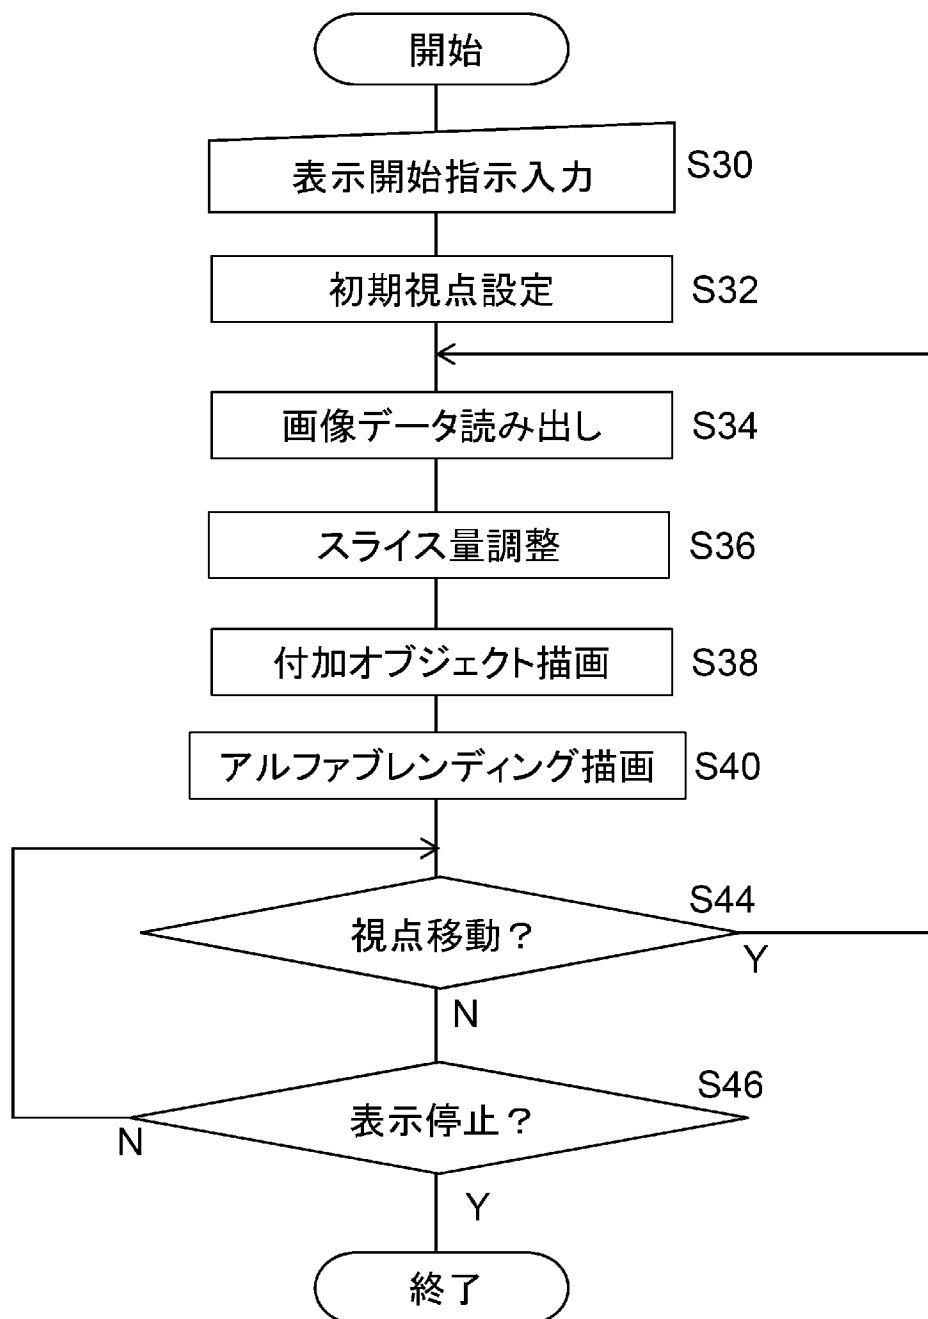 開始
表示開始指示入力
S30
初期視点設定
S32
画像データ読み出し
S34
スライス量調整
S36
付加オブジェクト描画
S38
アルファブレンディング描画
S40
視点移動？
S44
Y
N
表示停止？
S46
N
Y
終了